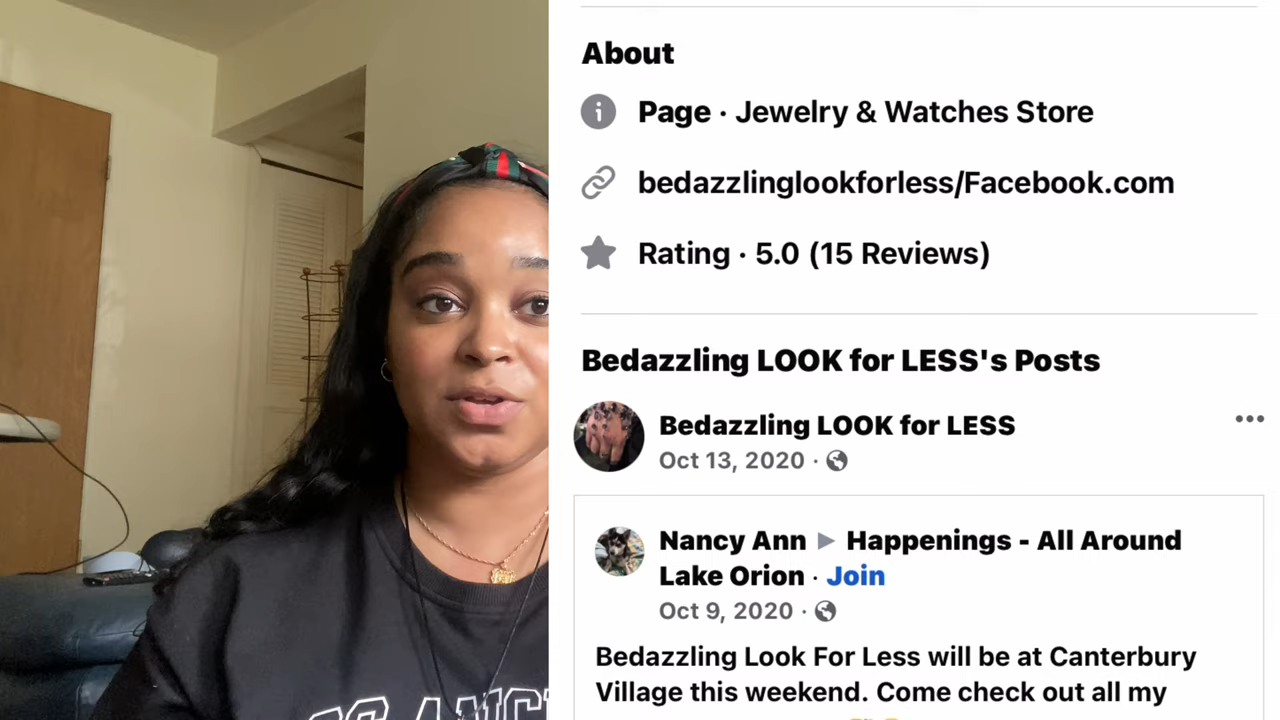 About
Page · Jewelry & Watches Store
bedazzlinglookforless/Facebook.com
Rating · 5.0 (15 Reviews)
Bedazzling LOOK for LESS's Posts
Bedazzling LOOK for LESS
Oct 13, 2020 ·
Nancy Ann ▶ Happenings - All Around
Lake Orion · Join
Oct 9, 2020 ·
Bedazzling Look For Less will be at Canterbury
Village this weekend. Come check out all my